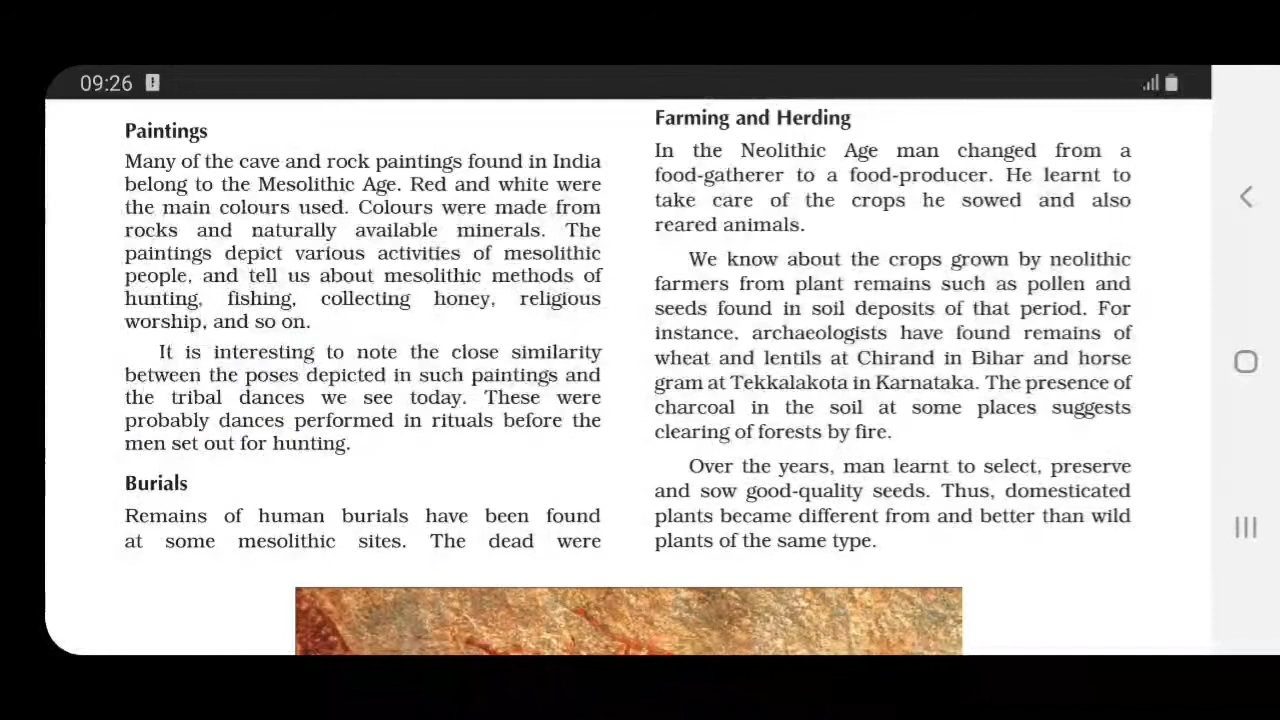 09:26
Paintings
Many of the cave and rock paintings found in India
belong to the Mesolithic Age. Red and white were
the main colours used. Colours were made from
rocks and naturally available minerals. The
paintings depict various activities of mesolithic
people, and tell us about mesolithic methods of
hunting, fishing, collecting honey, religious
worship, and so on.
It is interesting to note the close similarity
between the poses depicted in such paintings and
the tribal dances we see today. These were
probably dances performed in rituals before the
men set out for hunting.
Burials
Remains of human burials have been found
at some mesolithic sites. The dead were
Farming and Herding
In the Neolithic Age man changed from a
food-gatherer to a food-producer. He learnt to
take care of the crops he sowed and also
reared animals.
We know about the crops grown by neolithic
farmers from plant remains such as pollen and
seeds found in soil deposits of that period. For
instance, archaeologists have found remains of
wheat and lentils at Chirand in Bihar and horse
gram at Tekkalakota in Karnataka. The presence of
charcoal in the soil at some places suggests
clearing of forests by fire.
Over the years, man learnt to select, preserve
and sow good-quality seeds. Thus, domesticated
plants became different from and better than wild
plants of the same type.